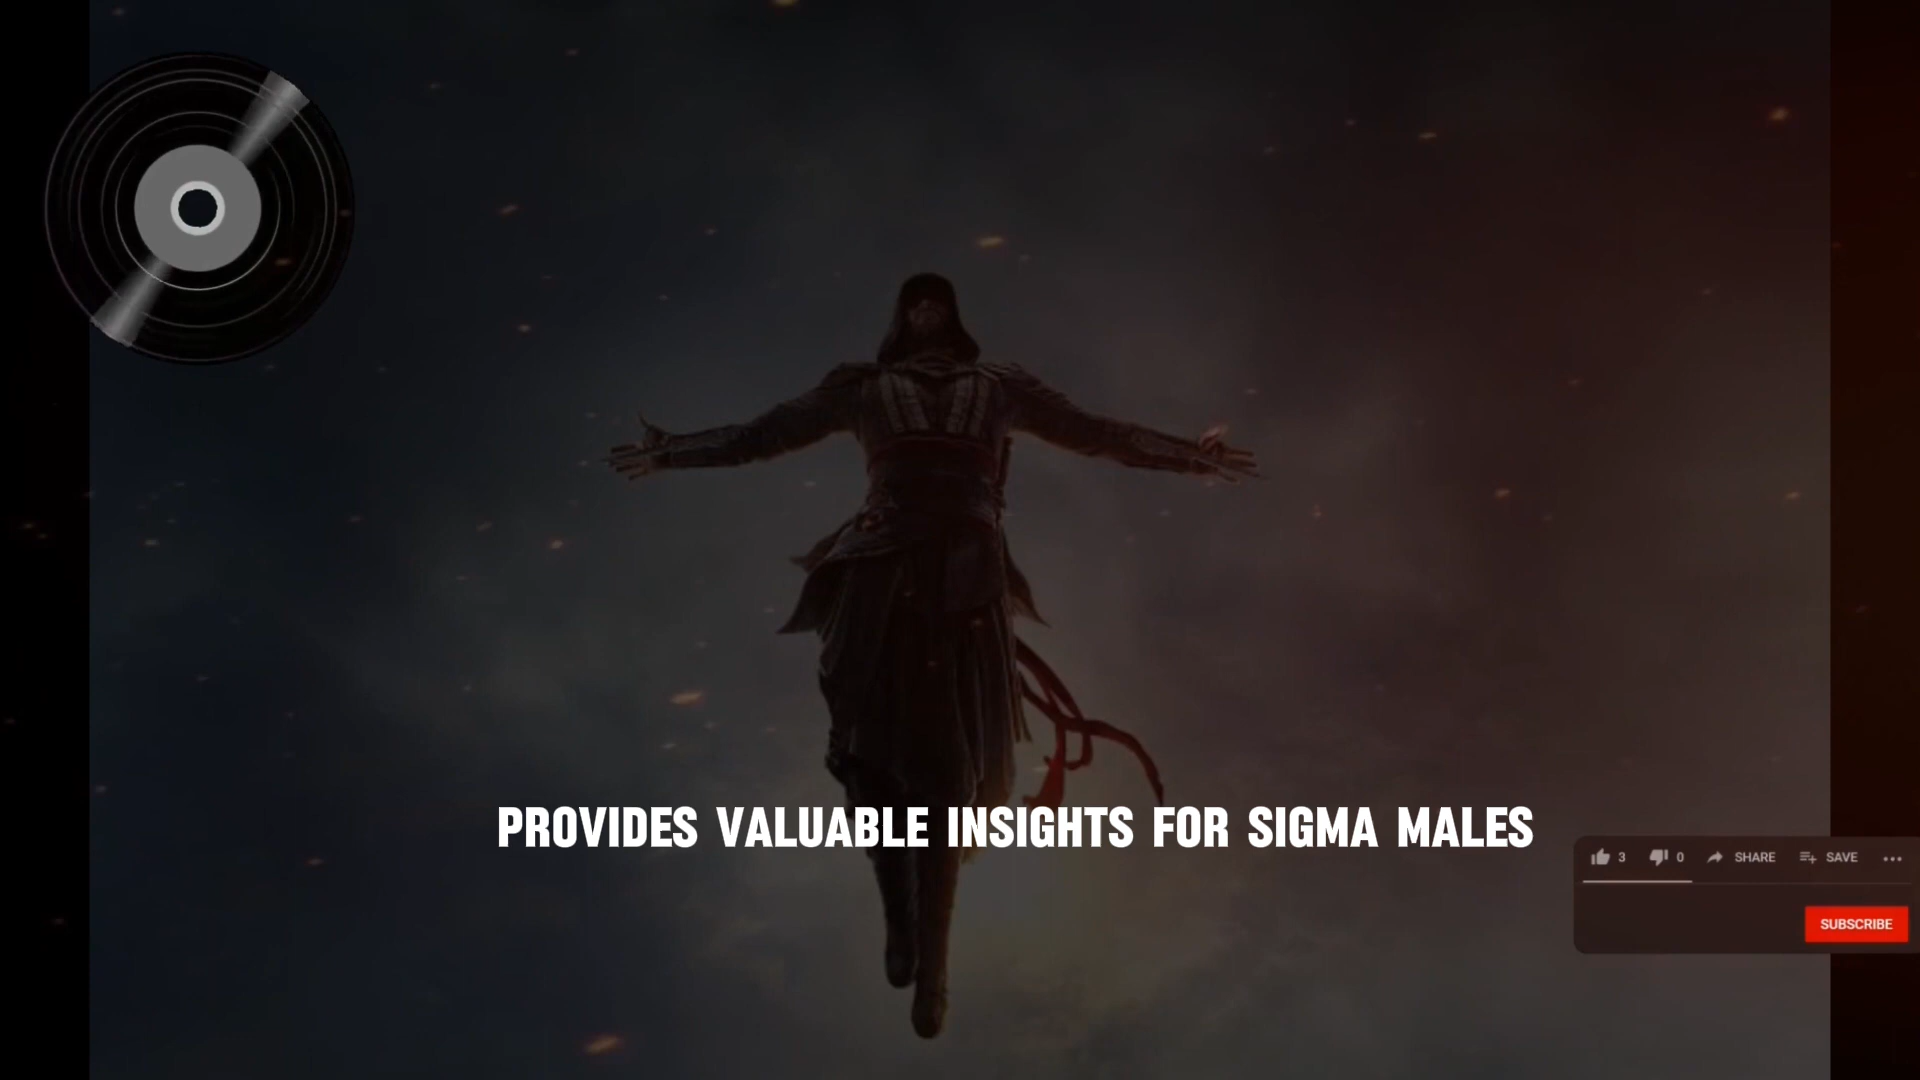 PROVIDES VALUABLE INSIGHTS FOR SIGMA MALES
3 0 SHARE SAVE
SUBSCRIBE